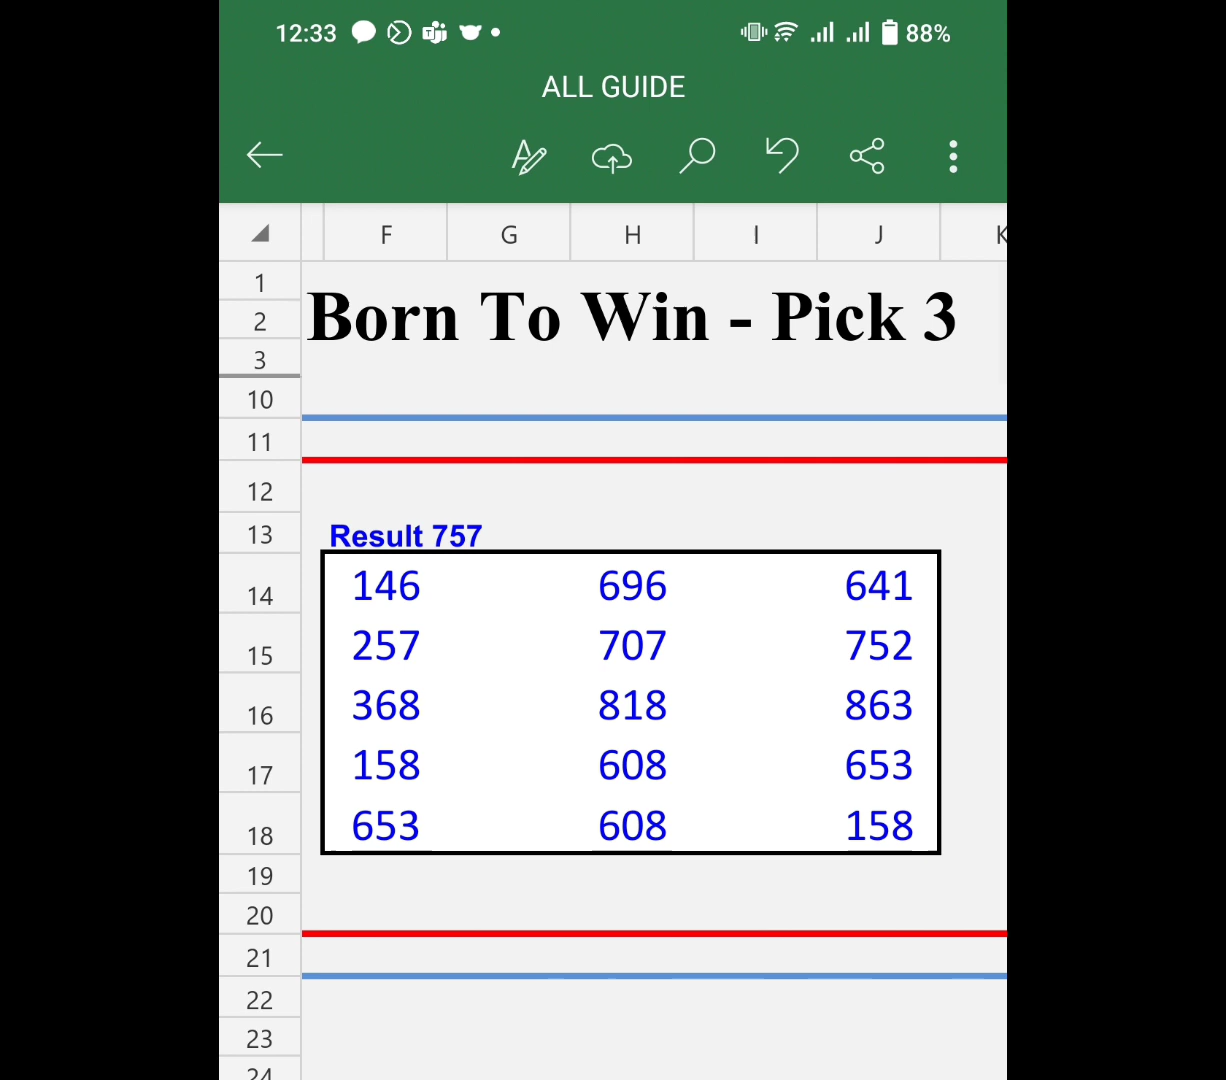 12:33 88%
ALL GUIDE
F G H I J K
1
2 Born To Win - Pick 3
3
10
11
12
13 Result 757
14 146 696 641
15 257 707 752
16 368 818 863
17 158 608 653
18 653 608 158
19
20
21
22
23
24